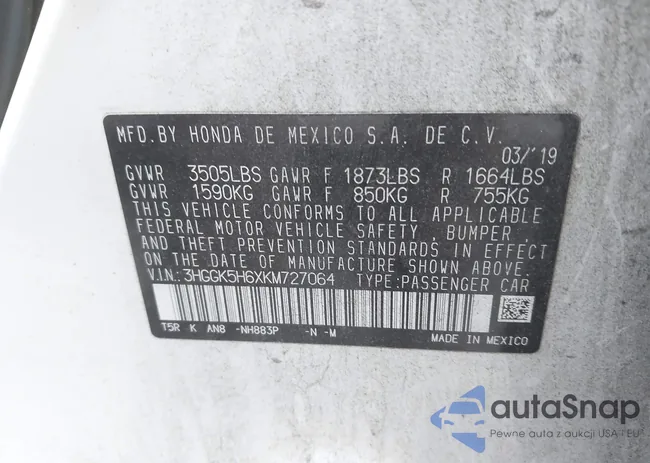 MFD. BY HONDA DE MEXICO S.A. DE C.V.
03/'19
GVWR 3505LBS GAWR F 1873LBS R 1664LBS
GVWR 1590KG GAWR F 850KG R 755KG
THIS VEHICLE CONFORMS TO ALL APPLICABLE
FEDERAL MOTOR VEHICLE SAFETY BUMPER,
AND THEFT PREVENTION STANDARDS IN EFFECT
ON THE DATE OF MANUFACTURE SHOWN ABOVE.
V.I.N.: 3HGGK5H6XKM727064 TYPE:PASSENGER CAR
T5R K AN8 -NH883P -N -M
MADE IN MEXICO
autoSnap
Pewne auta z aukcji USA i EU